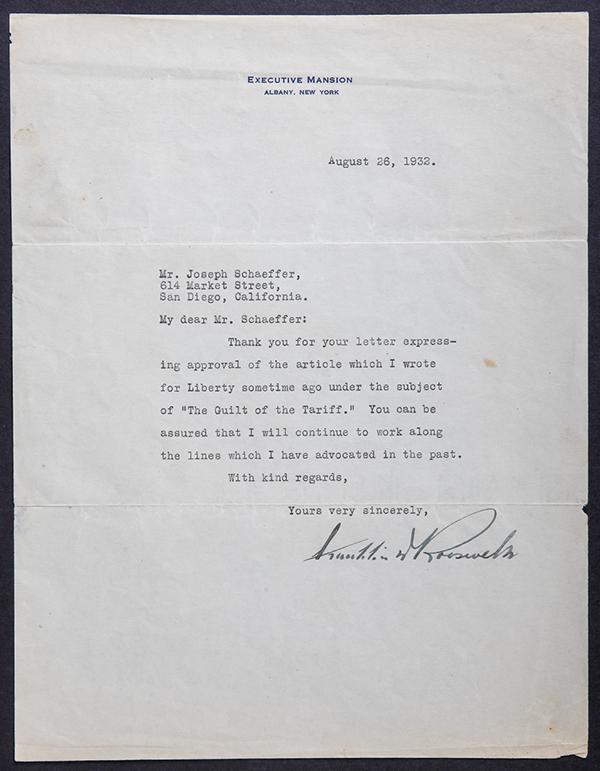 EXECUTIVE MANSION
ALBANY, NEW YORK
August 26, 1932.
Mr. Joseph Schaeffer,
614 Market Street,
San Diego, California.
My dear Mr. Schaeffer:
Thank you for your letter express-
ing approval of the article which I wrote
for Liberty sometime ago under the subject
of "The Guilt of the Tariff." You can be
assured that I will continue to work along
the lines which I have advocated in the past.
With kind regards,
Yours very sincerely,
Franklin D Roosevelt